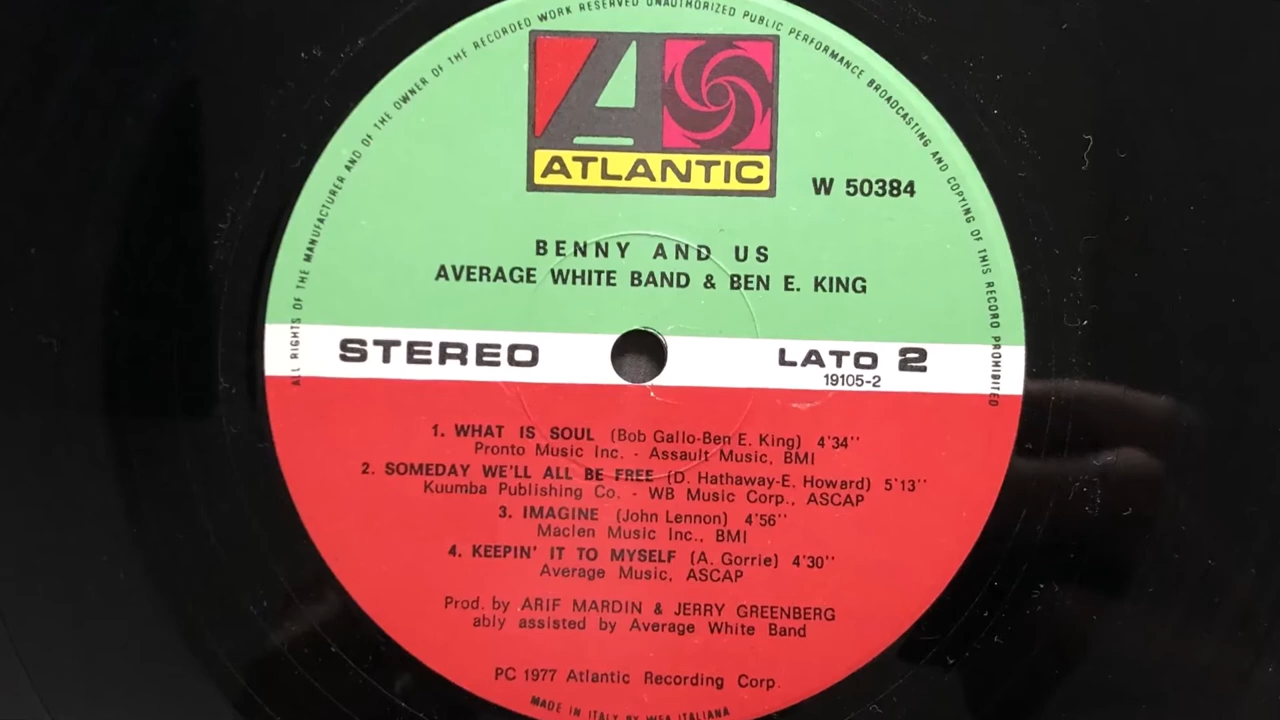 ALL RIGHTS OF THE MANUFACTURER AND OF THE OWNER OF THE RECORDED WORK RESERVED UNAUTHORIZED PUBLIC PERFORMANCE BROADCASTING AND COPYING OF THIS RECORD PROHIBITED
A
ATLANTIC
W 50384
BENNY AND US
AVERAGE WHITE BAND & BEN E. KING
STEREO
LATO 2
19105-2
1. WHAT IS SOUL (Bob Gallo-Ben E. King) 4'34''
Pronto Music Inc. - Assault Music, BMI
2. SOMEDAY WE'LL ALL BE FREE (D. Hathaway-E. Howard) 5'13''
Kuumba Publishing Co. - WB Music Corp., ASCAP
3. IMAGINE (John Lennon) 4'56''
Maclen Music Inc., BMI
4. KEEPIN' IT TO MYSELF (A. Gorrie) 4'30''
Average Music, ASCAP
Prod. by ARIF MARDIN & JERRY GREENBERG
ably assisted by Average White Band
PC 1977 Atlantic Recording Corp.
MADE IN ITALY BY WEA ITALIANA